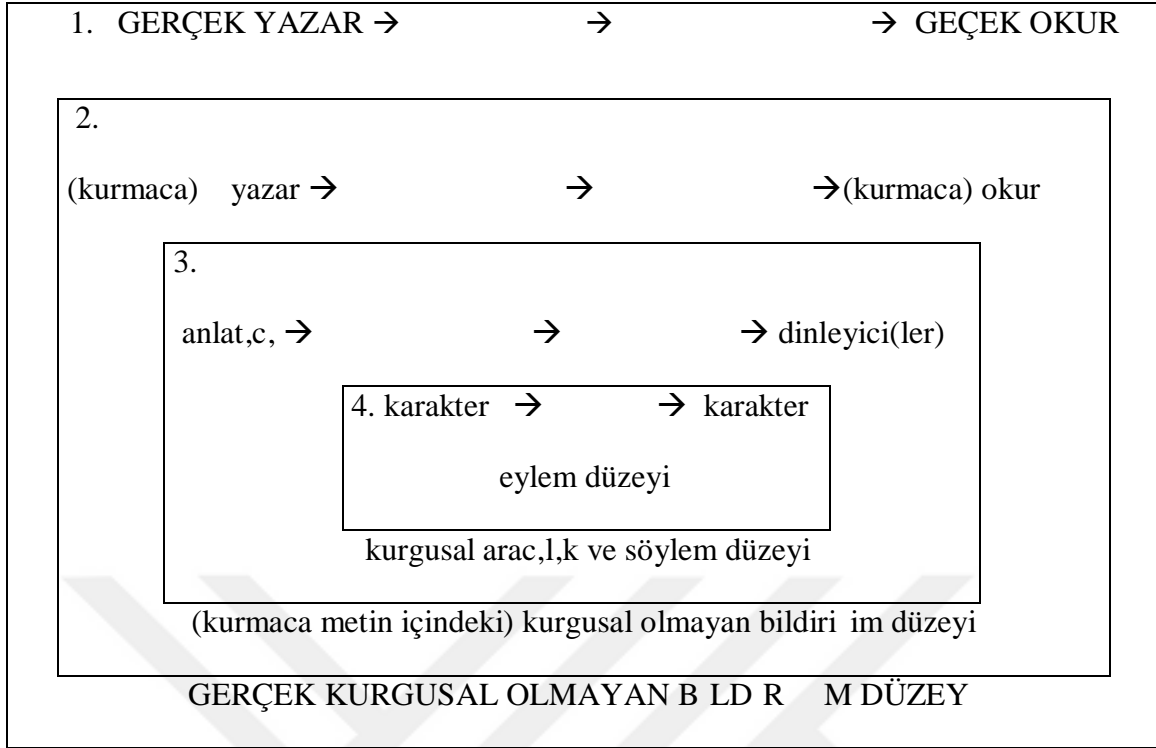 1. GERÇEK YAZAR → → → GEÇEK OKUR
2.
(kurmaca) yazar → → →(kurmaca) okur
3.
anlat,c, → → → dinleyici(ler)
4. karakter → → karakter
eylem düzeyi
kurgusal arac,l,k ve söylem düzeyi
(kurmaca metin içindeki) kurgusal olmayan bildiri im düzeyi
GERÇEK KURGUSAL OLMAYAN B LD R M DÜZEY